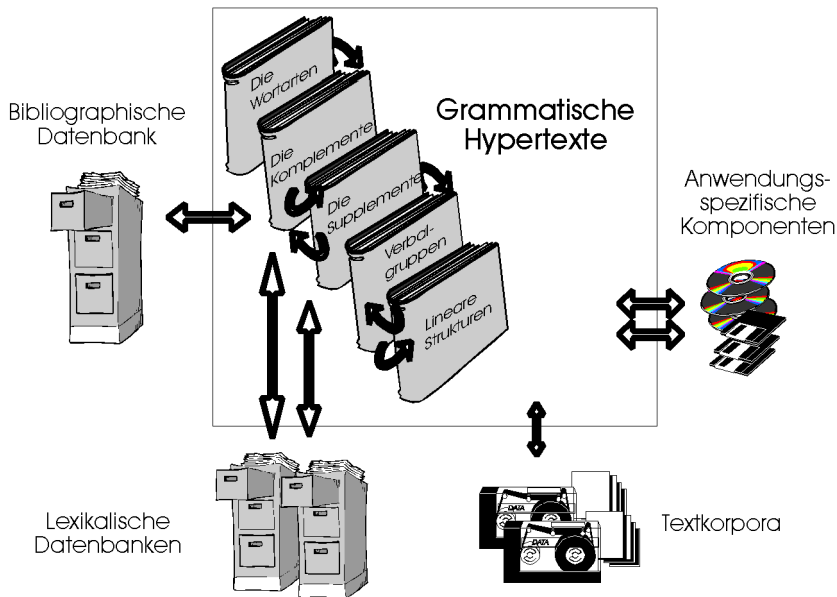 Bibliographische
Datenbank
Die
Wortarten
Die
Komplemente
Die
Supplemente
Verbal-
gruppen
Lineare
Strukturen
Grammatische
Hypertexte
Anwendungs-
spezifische
Komponenten
Lexikalische
Datenbanken
DATA
DATA
Textkorpora